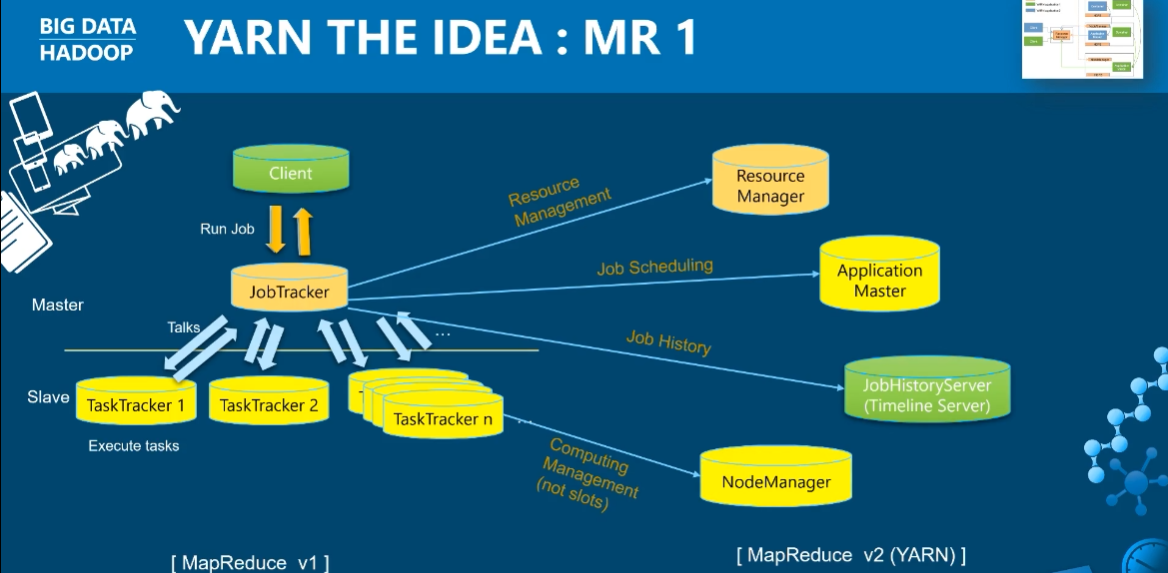 BIG DATA
HADOOP
YARN THE IDEA : MR 1
Client
Run Job
JobTracker
Master
Talks
...
Slave
TaskTracker 1
TaskTracker 2
TaskTracker n
...
Execute tasks
[ MapReduce v1 ]
Resource
Management
Resource
Manager
Job Scheduling
Application
Master
Job History
JobHistoryServer
(Timeline Server)
Computing
Management
(not slots)
NodeManager
[ MapReduce v2 (YARN) ]